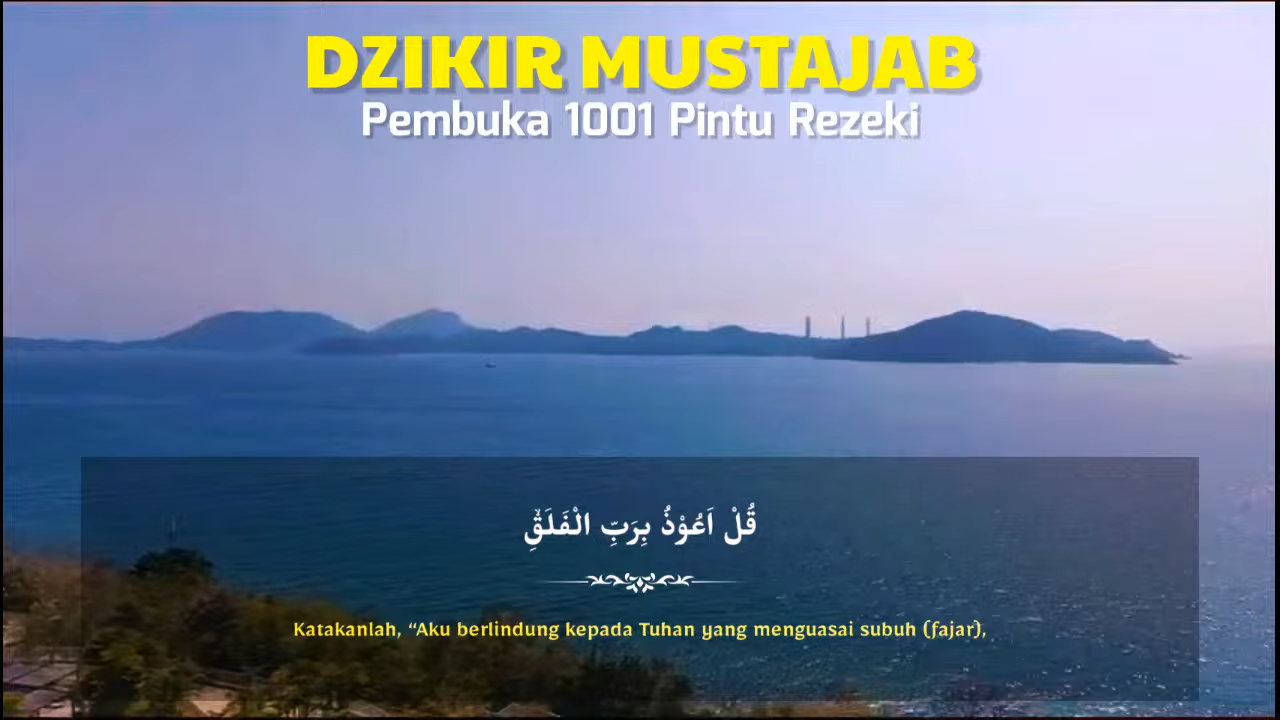 DZIKIR MUSTAJAB
Pembuka 1001 Pintu Rezeki
قُلْ اَعُوْذُ بِرَبِّ الْفَلَقِۙ
Katakanlah, “Aku berlindung kepada Tuhan yang menguasai subuh (fajar),